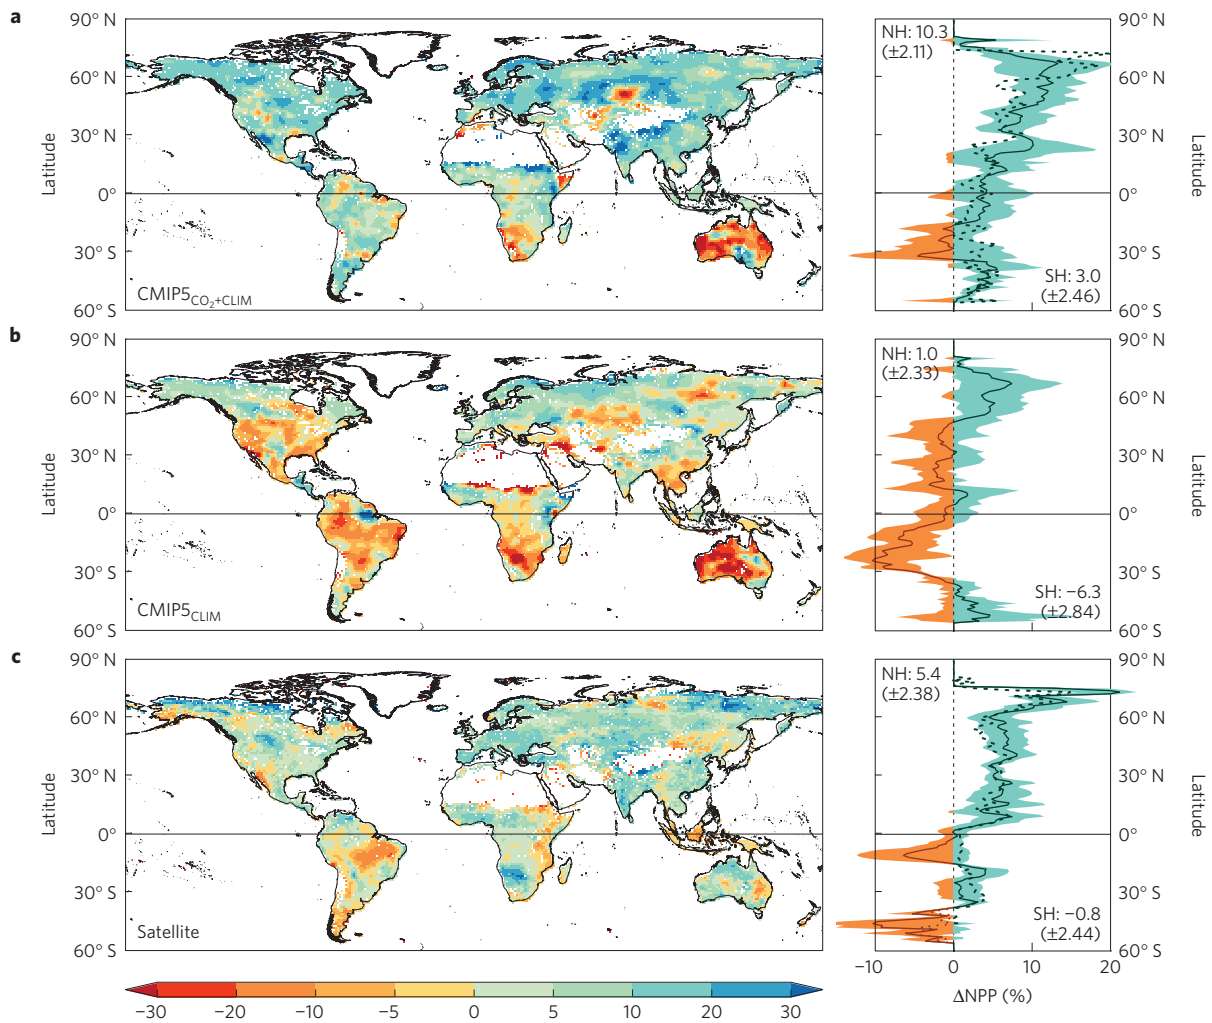 a
90° N
60° N
30° N
0°
30° S
60° S
Latitude
CMIP5CO2+CLIM
NH: 10.3
(±2.11)
SH: 3.0
(±2.46)
90° N
60° N
30° N
0°
30° S
60° S
Latitude
b
90° N
60° N
30° N
0°
30° S
60° S
Latitude
CMIP5CLIM
NH: 1.0
(±2.33)
SH: −6.3
(±2.84)
90° N
60° N
30° N
0°
30° S
60° S
Latitude
c
90° N
60° N
30° N
0°
30° S
60° S
Latitude
Satellite
NH: 5.4
(±2.38)
SH: −0.8
(±2.44)
90° N
60° N
30° N
0°
30° S
60° S
Latitude
−10 0 10 20
ΔNPP (%)
−30 −20 −10 −5 0 5 10 20 30